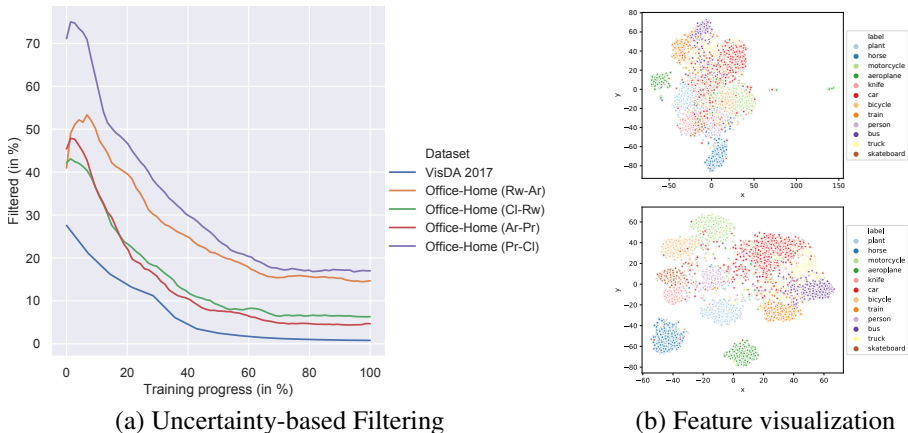 70
60
50
40
30
20
10
0
Filtered (in %)
0 20 40 60 80 100
Training progress (in %)
Dataset
VisDA 2017
Office-Home (Rw-Ar)
Office-Home (Cl-Rw)
Office-Home (Ar-Pr)
Office-Home (Pr-Cl)
(a) Uncertainty-based Filtering
80
60
40
20
0
−20
−40
−60
−80
y
−50 0 50 100 150
x
label
plant
horse
motorcycle
aeroplane
knife
car
bicycle
train
person
bus
truck
skateboard
60
40
20
0
−20
−40
−60
−80
y
−60 −40 −20 0 20 40 60
x
label
plant
horse
motorcycle
aeroplane
knife
car
bicycle
train
person
bus
truck
skateboard
(b) Feature visualization